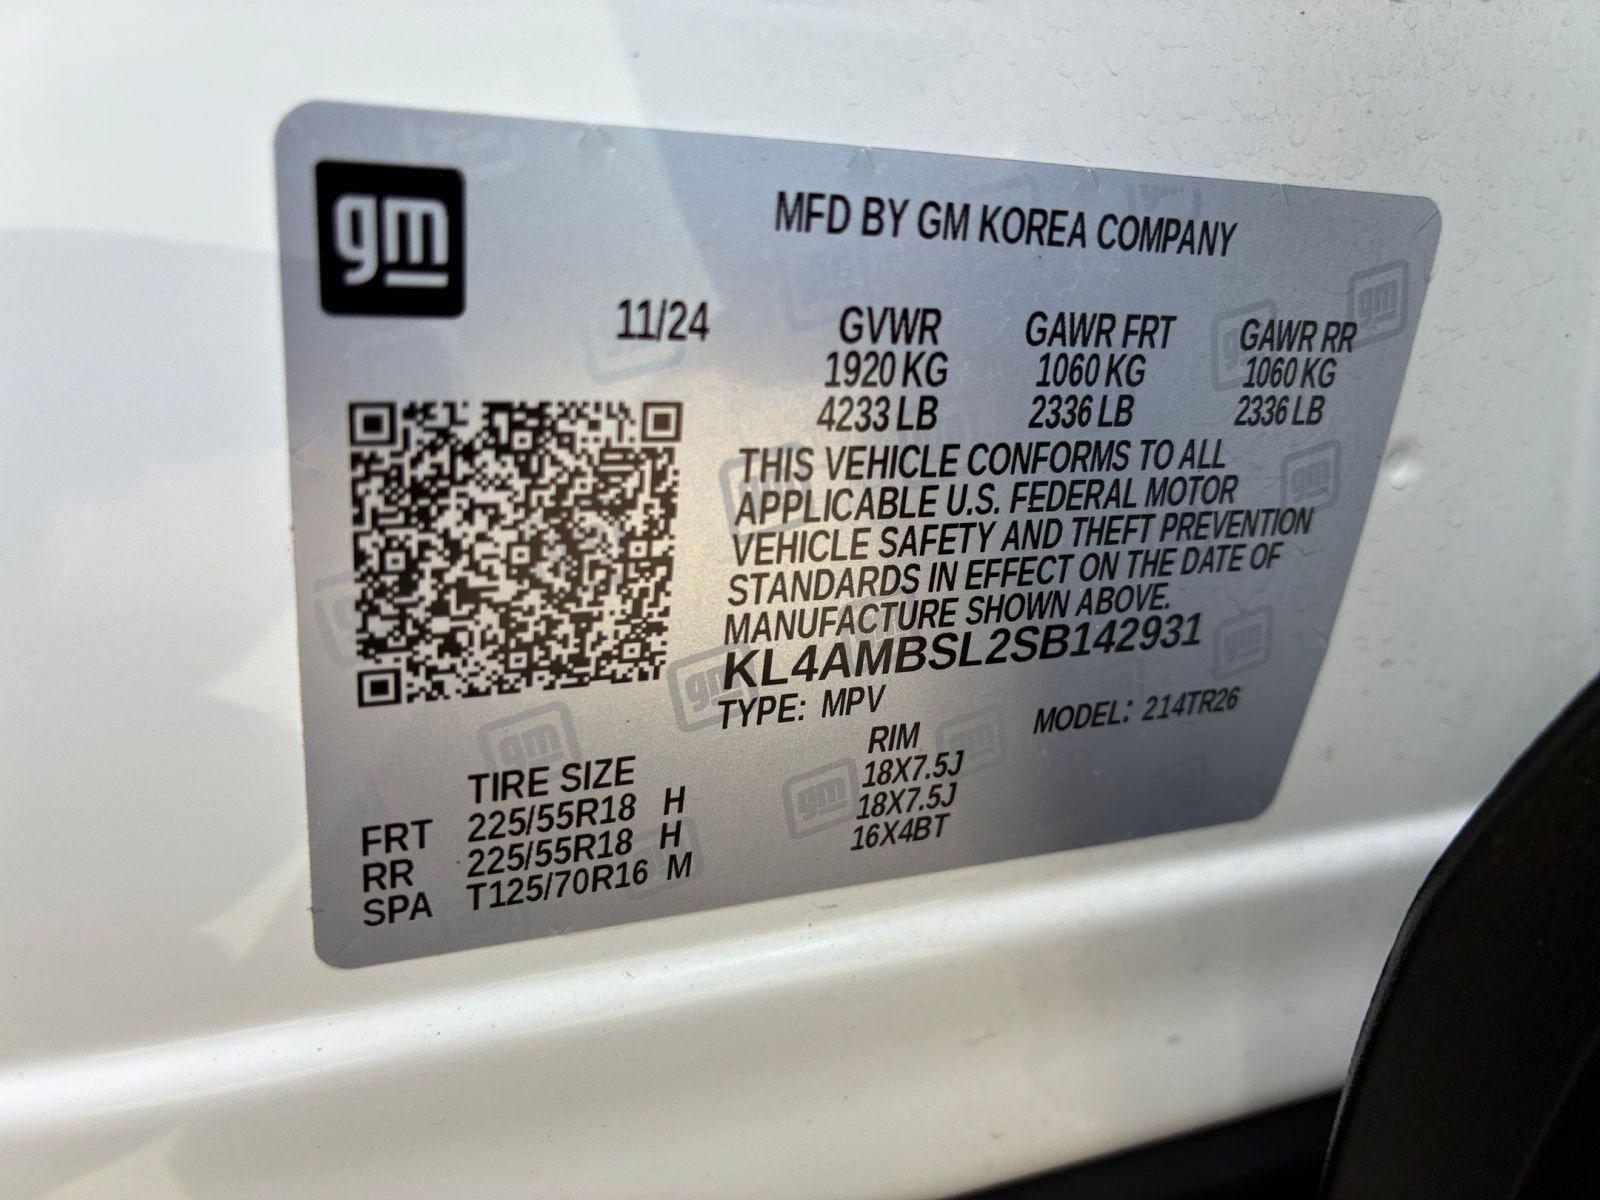 gm
MFD BY GM KOREA COMPANY
11/24 GVWR GAWR FRT GAWR RR
1920 KG 1060 KG 1060 KG
4233 LB 2336 LB 2336 LB
THIS VEHICLE CONFORMS TO ALL
APPLICABLE U.S. FEDERAL MOTOR
VEHICLE SAFETY AND THEFT PREVENTION
STANDARDS IN EFFECT ON THE DATE OF
MANUFACTURE SHOWN ABOVE.
KL4AMBSL2SB142931
TYPE: MPV MODEL: 214TR26
TIRE SIZE RIM
FRT 225/55R18 H 18X7.5J
RR 225/55R18 H 18X7.5J
SPA T125/70R16 M 16X4BT